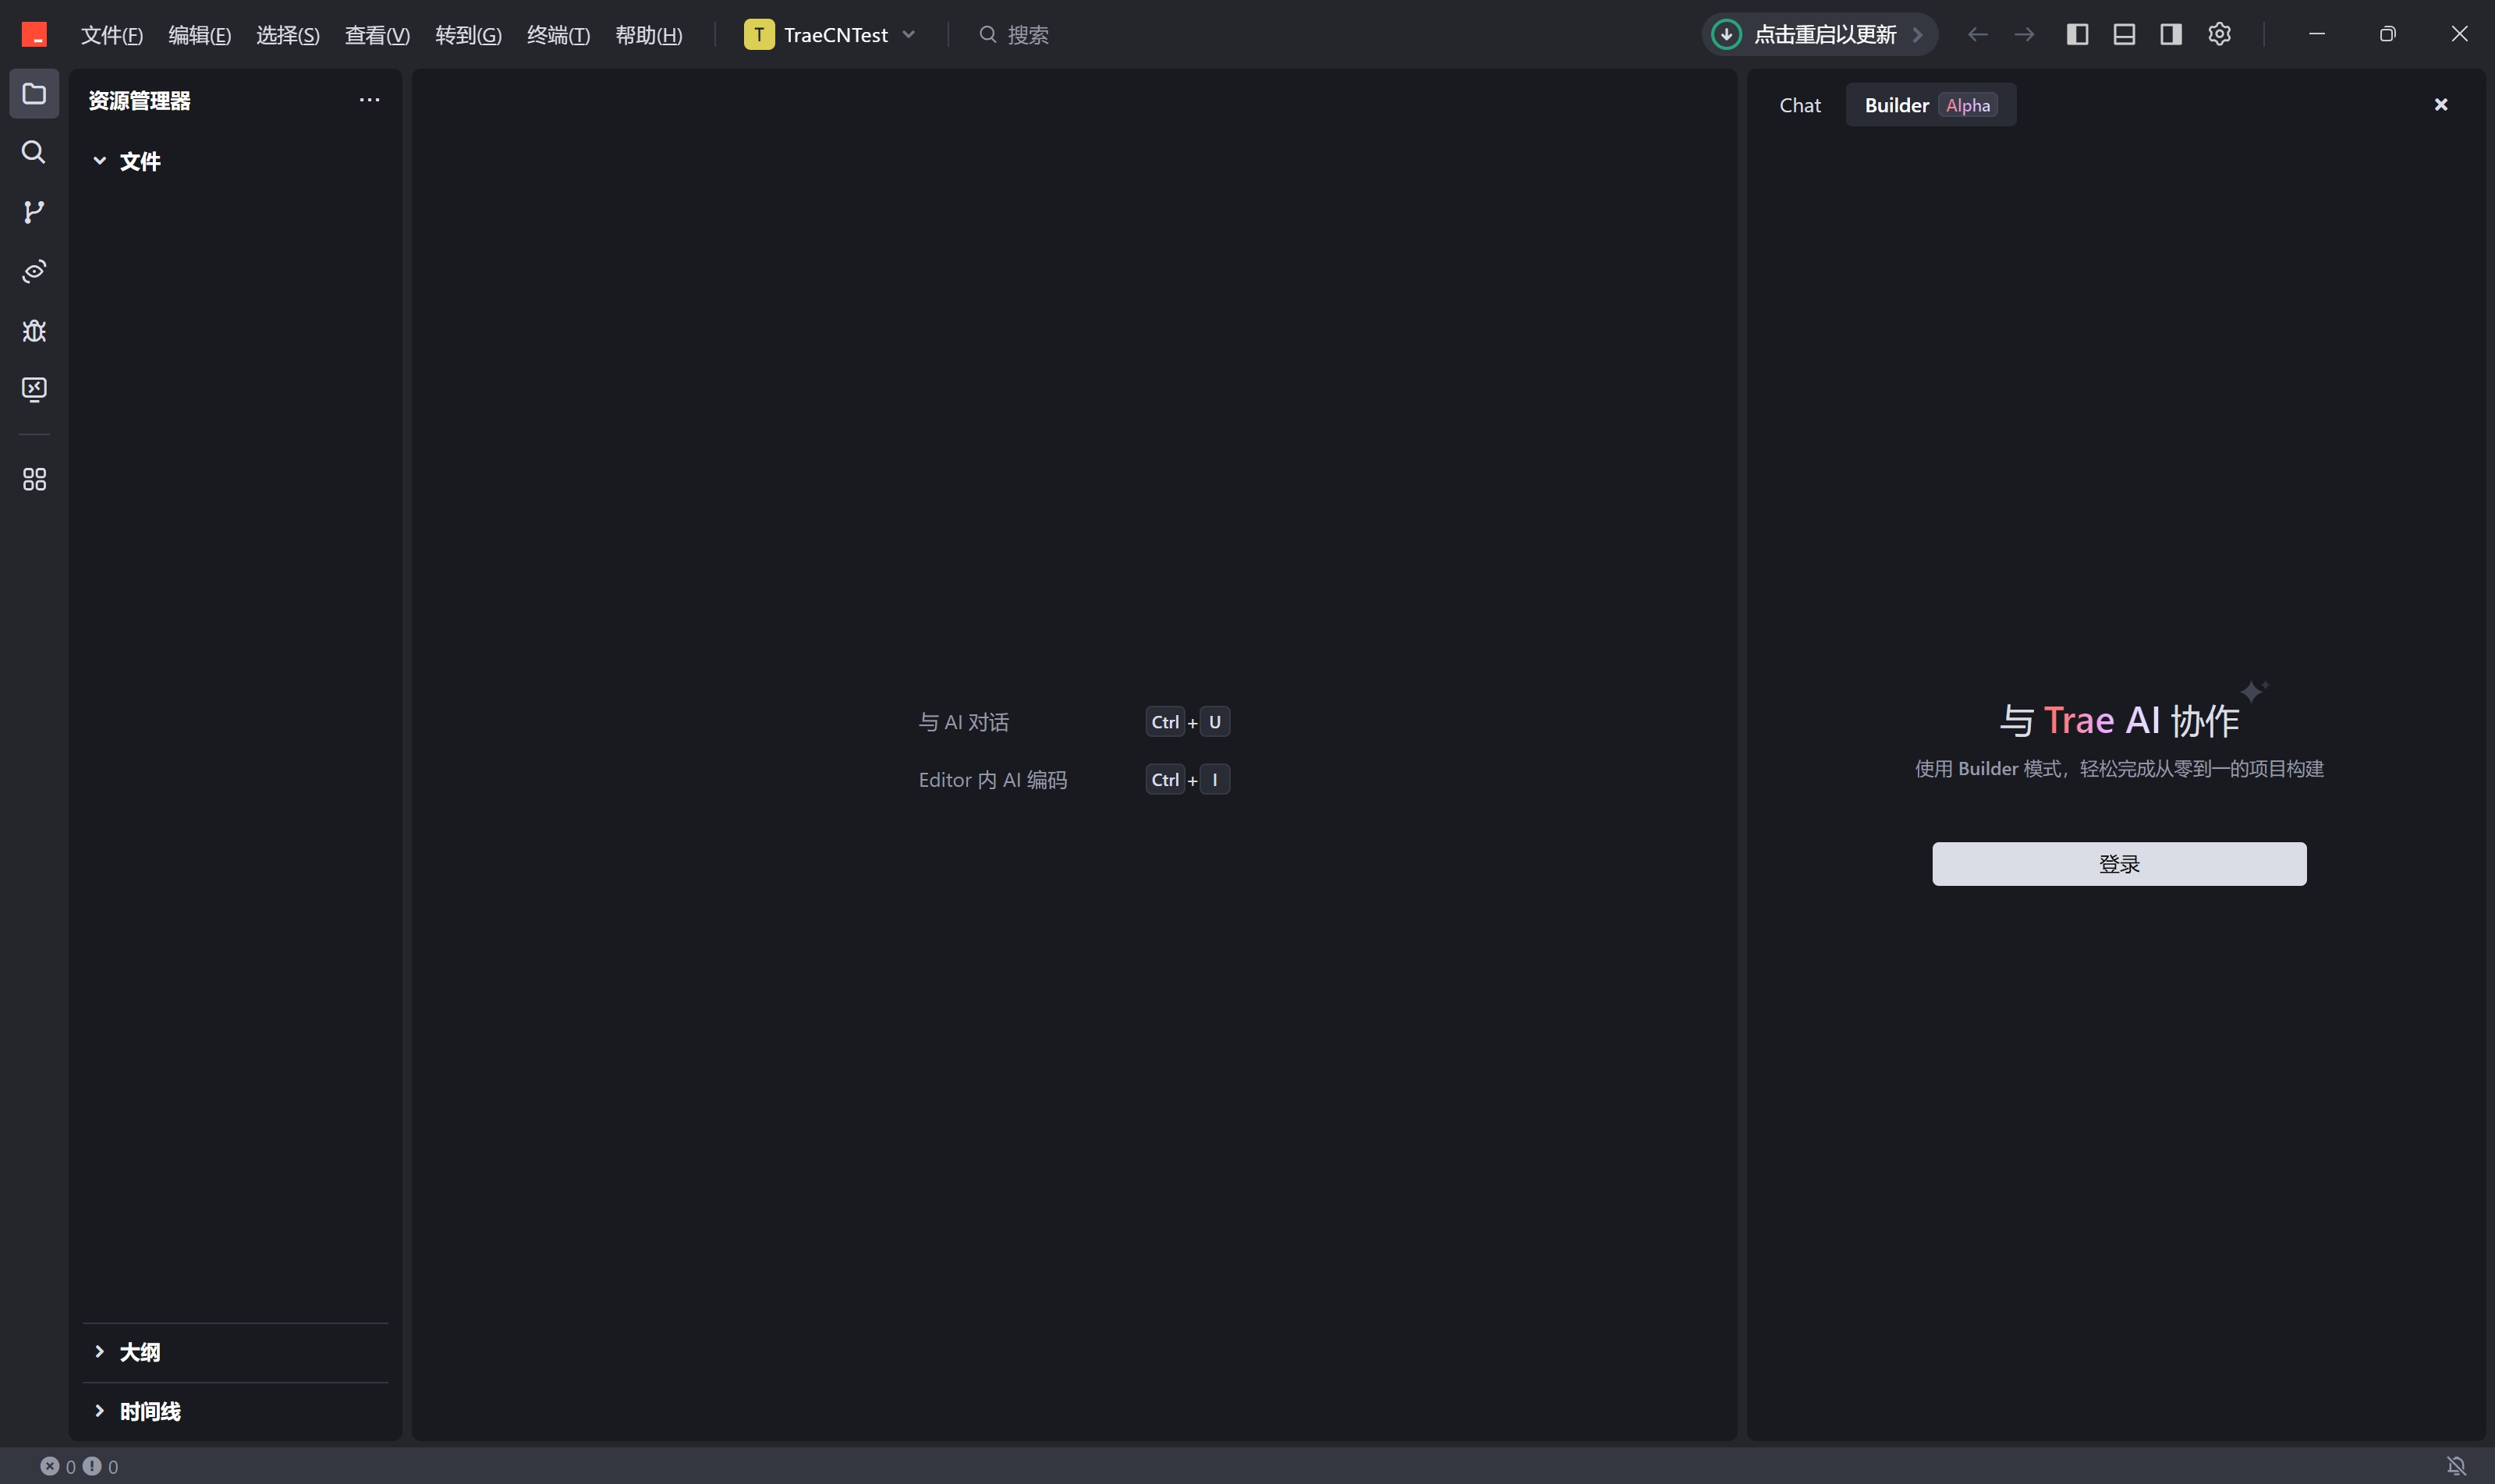 文件(F) 编辑(E) 选择(S) 查看(V) 转到(G) 终端(T) 帮助(H) T TraeCNTest 搜索 点击重启以更新
资源管理器
文件
Chat Builder Alpha
与 AI 对话 Ctrl + U
Editor 内 AI 编码 Ctrl + I
与 Trae AI 协作
使用 Builder 模式，轻松完成从零到一的项目构建
登录
大纲
时间线
0 0